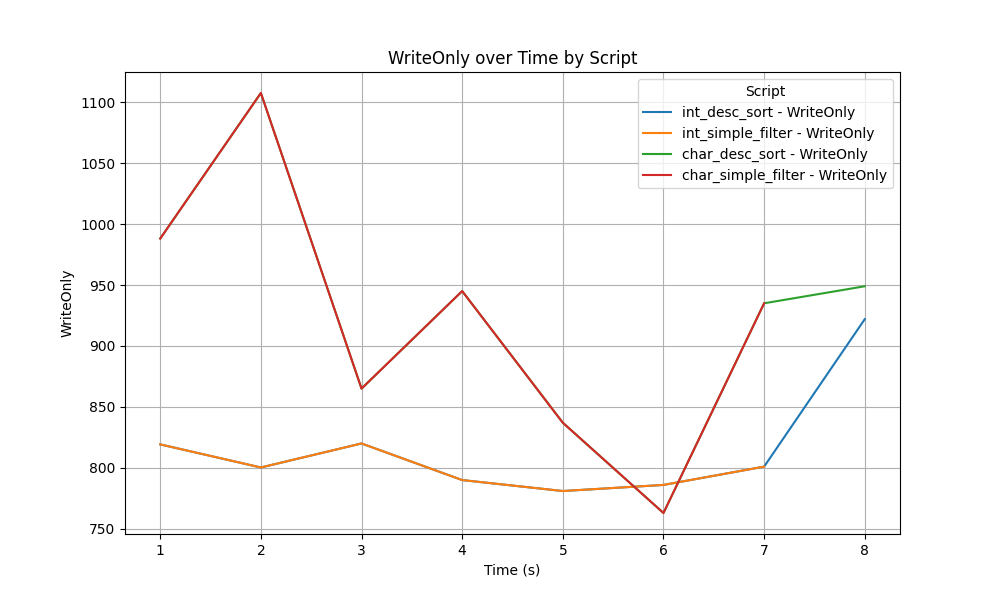 WriteOnly over Time by Script
Script
int_desc_sort - WriteOnly
int_simple_filter - WriteOnly
char_desc_sort - WriteOnly
char_simple_filter - WriteOnly
WriteOnly
1100
1050
1000
950
900
850
800
750
1 2 3 4 5 6 7 8
Time (s)